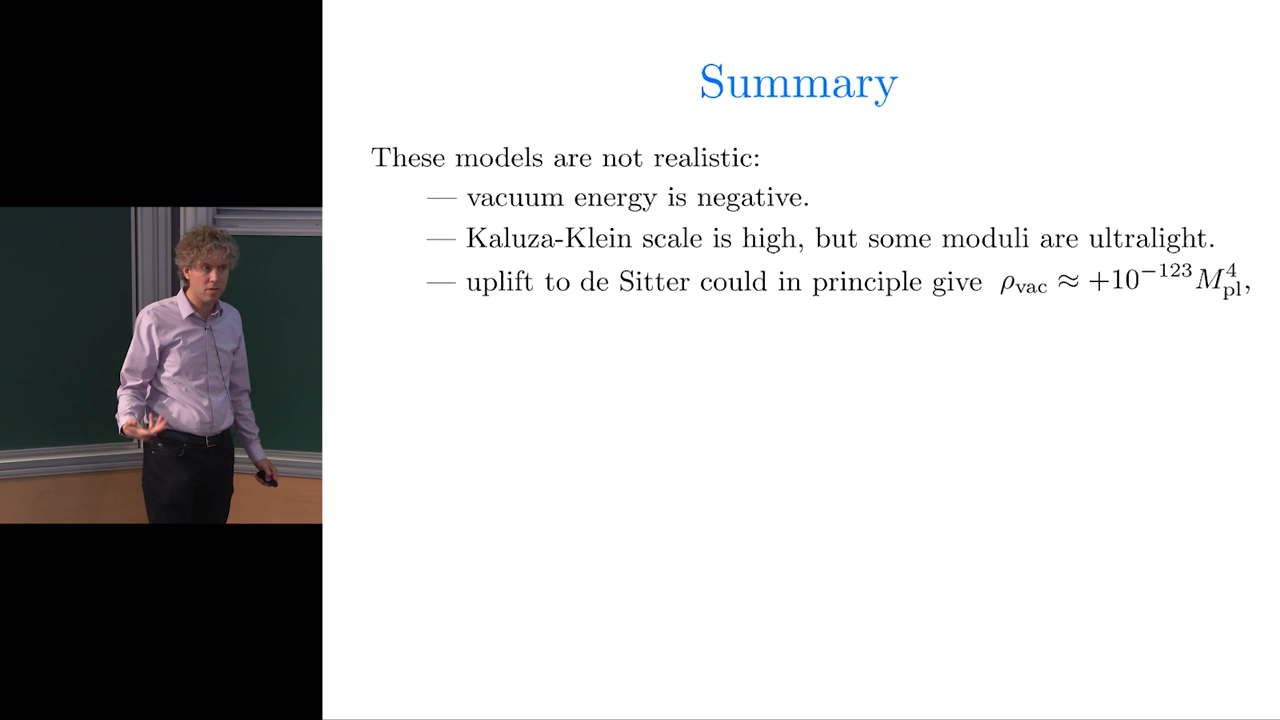 Summary
These models are not realistic:
— vacuum energy is negative.
— Kaluza-Klein scale is high, but some moduli are ultralight.
— uplift to de Sitter could in principle give ρ_vac ≈ +10^{−123} M_pl^4,